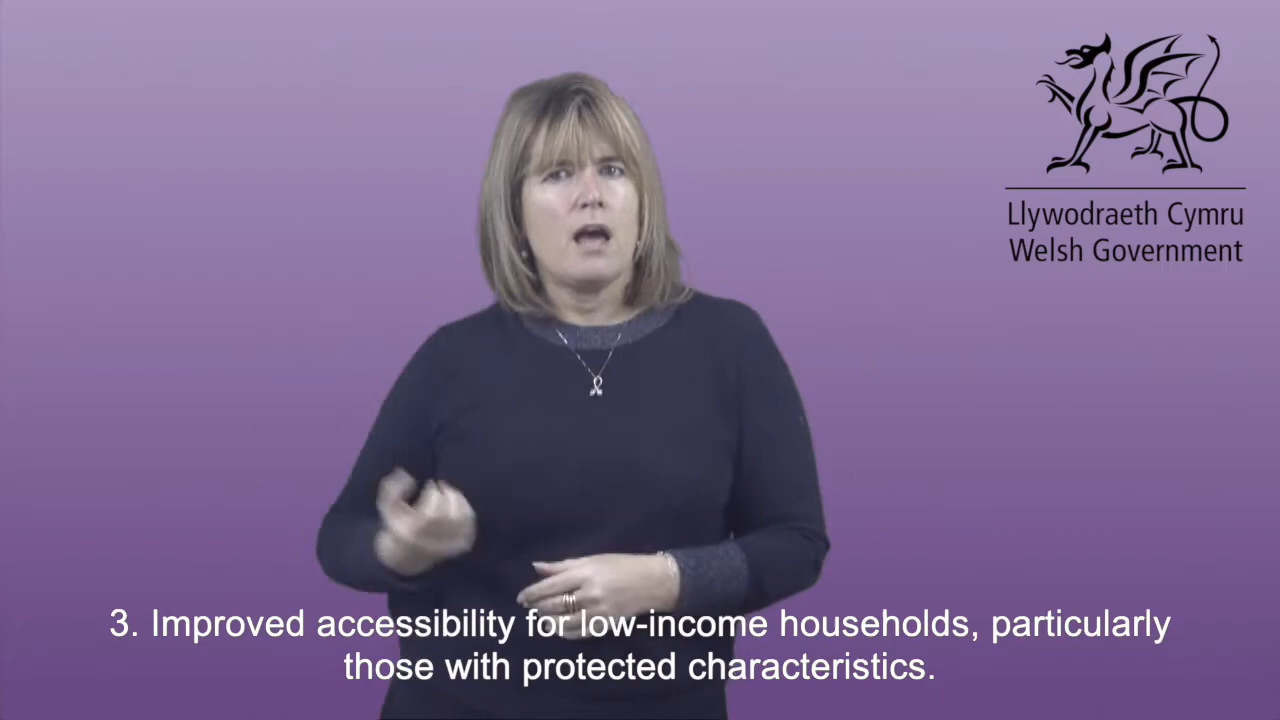 Llywodraeth Cymru
Welsh Government
3. Improved accessibility for low-income households, particularly
those with protected characteristics.